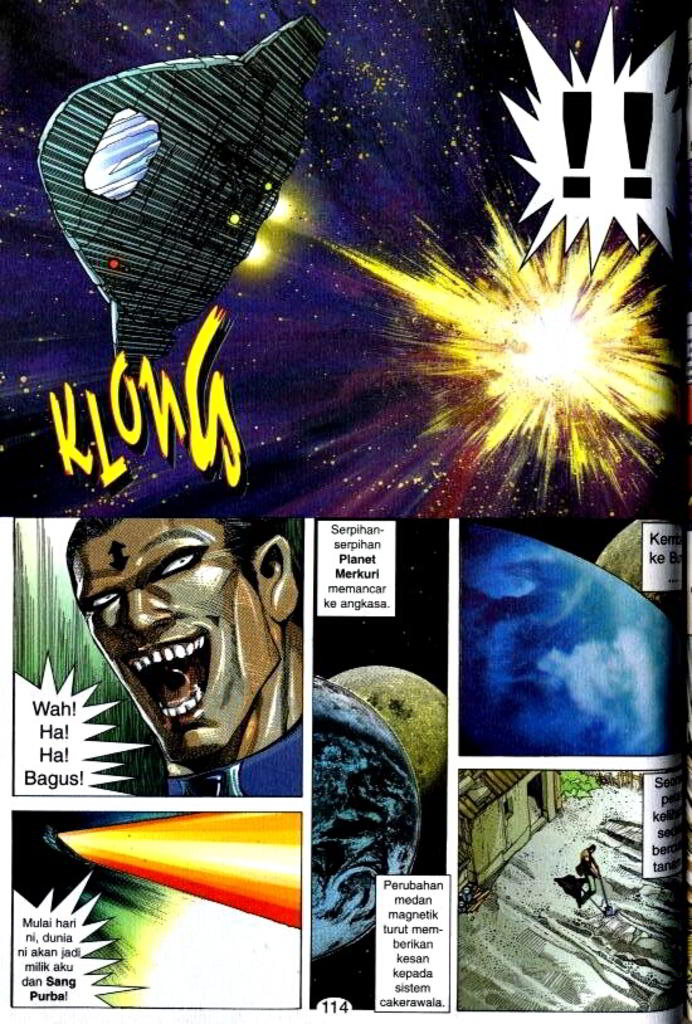 !!
KLONG
Wah!
Ha!
Ha!
Bagus!
Serpihan-
serpihan
Planet
Merkuri
memancar
ke angkasa.
ke
Mulai hari
ni, dunia
ni akan jadi
milik aku
dan Sang
Purba!
Perubahan
medan
magnetik
turut mem-
berikan
kesan
kepada
sistem
cakerawala.
114